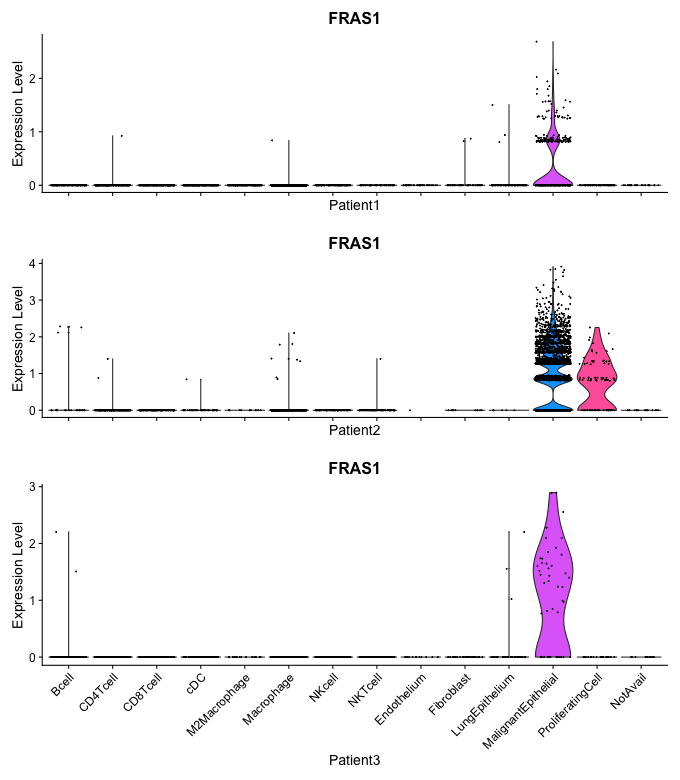 FRAS1
Expression Level
2
1
0
Patient1
FRAS1
Expression Level
4
3
2
1
0
Patient2
FRAS1
Expression Level
3
2
1
0
Bcell
CD4Tcell
CD8Tcell
cDC
M2Macrophage
Macrophage
NKcell
NKTcell
Endothelium
Fibroblast
LungEpithelium
MalignantEpithelial
ProliferatingCell
NotAvail
Patient3